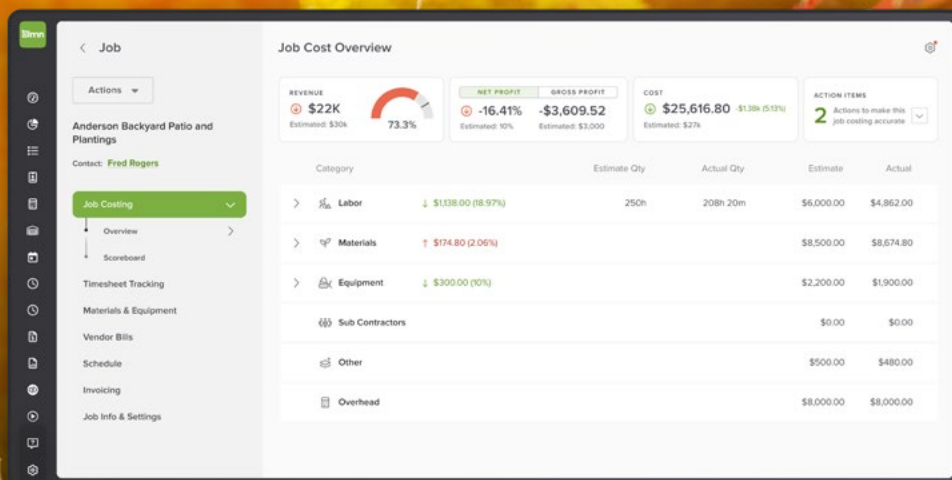 lmn
Job
Actions
Anderson Backyard Patio and
Plantings
Contact: Fred Rogers
Job Costing
Overview
Scoreboard
Timesheet Tracking
Materials & Equipment
Vendor Bills
Schedule
Invoicing
Job Info & Settings
Job Cost Overview
REVENUE
$22K
Estimated: $30k
73.3%
NET PROFIT GROSS PROFIT
-16.41% -$3,609.52
Estimated: 10% Estimated: $3,000
COST
$25,616.80 -$1.38k (5.13%)
Estimated: $27k
ACTION ITEMS
2 Actions to make this
job costing accurate
Category Estimate Qty Actual Qty Estimate Actual
Labor ↓ $1,138.00 (18.97%) 250h 208h 20m $6,000.00 $4,862.00
Materials ↑ $174.80 (2.06%) $8,500.00 $8,674.80
Equipment ↓ $300.00 (10%) $2,200.00 $1,900.00
Sub Contractors $0.00 $0.00
Other $500.00 $480.00
Overhead $8,000.00 $8,000.00